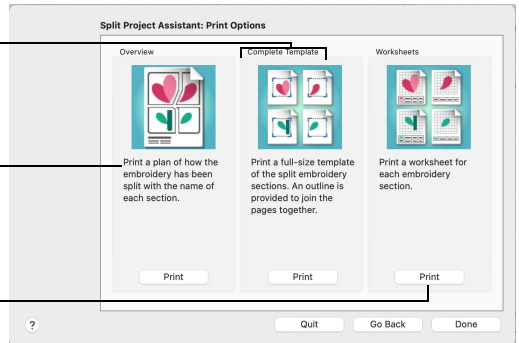 Split Project Assistant: Print Options
Overview
Complete Template
Worksheets
Print a plan of how the
embroidery has been
split with the name of
each section.
Print a full-size template
of the split embroidery
sections. An outline is
provided to join the
pages together.
Print a worksheet for
each embroidery
section.
Print
Print
Print
?
Quit
Go Back
Done